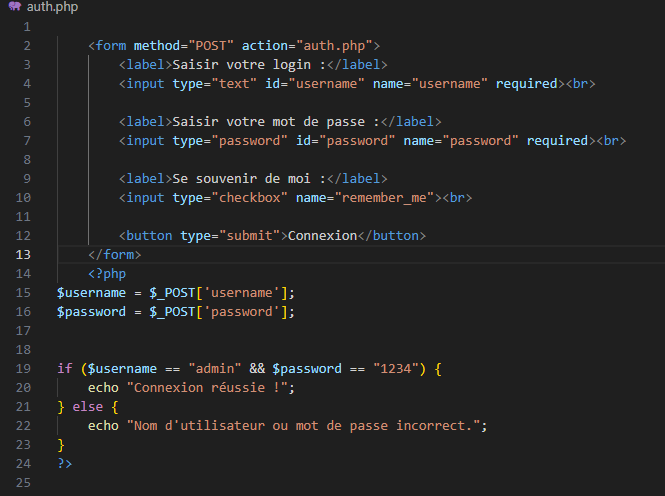 auth.php
1
2 <form method="POST" action="auth.php">
3 <label>Saisir votre login :</label>
4 <input type="text" id="username" name="username" required><br>
5
6 <label>Saisir votre mot de passe :</label>
7 <input type="password" id="password" name="password" required><br>
8
9 <label>Se souvenir de moi :</label>
10 <input type="checkbox" name="remember_me"><br>
11
12 <button type="submit">Connexion</button>
13 </form>
14 <?php
15 $username = $_POST['username'];
16 $password = $_POST['password'];
17
18
19 if ($username == "admin" && $password == "1234") {
20 echo "Connexion réussie !";
21 } else {
22 echo "Nom d'utilisateur ou mot de passe incorrect.";
23 }
24 ?>
25